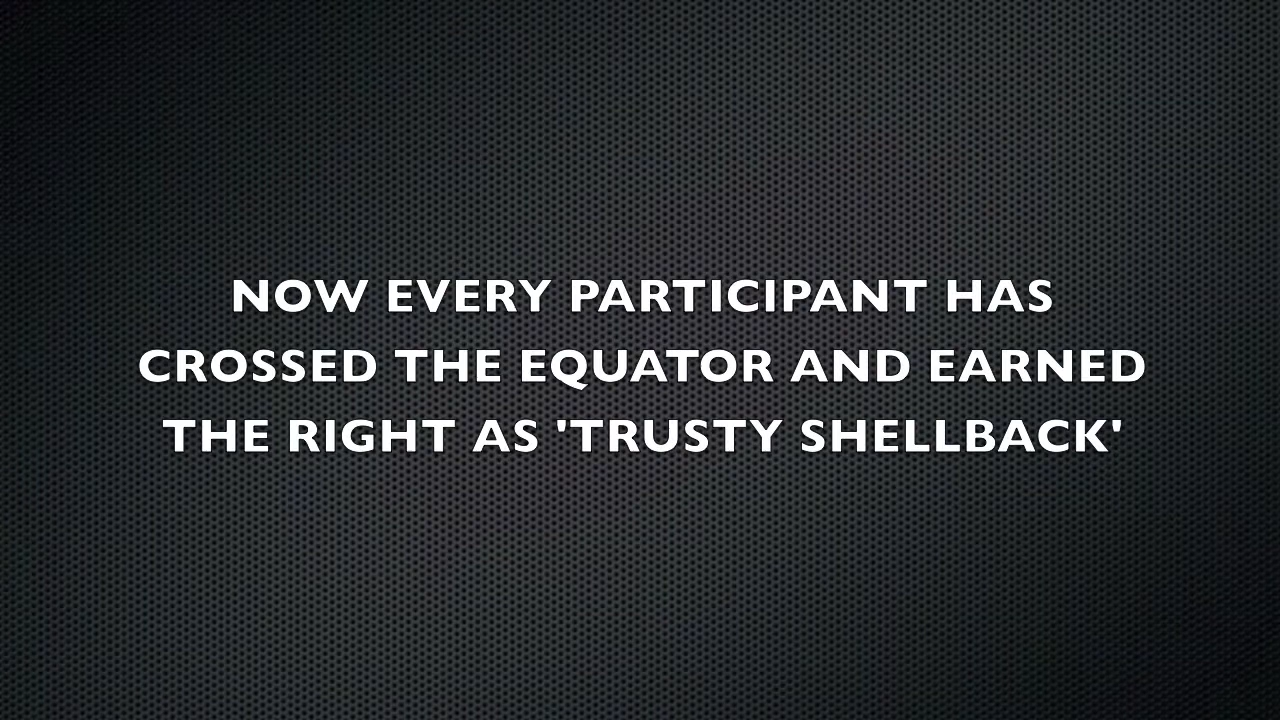 NOW EVERY PARTICIPANT HAS
CROSSED THE EQUATOR AND EARNED
THE RIGHT AS 'TRUSTY SHELLBACK'